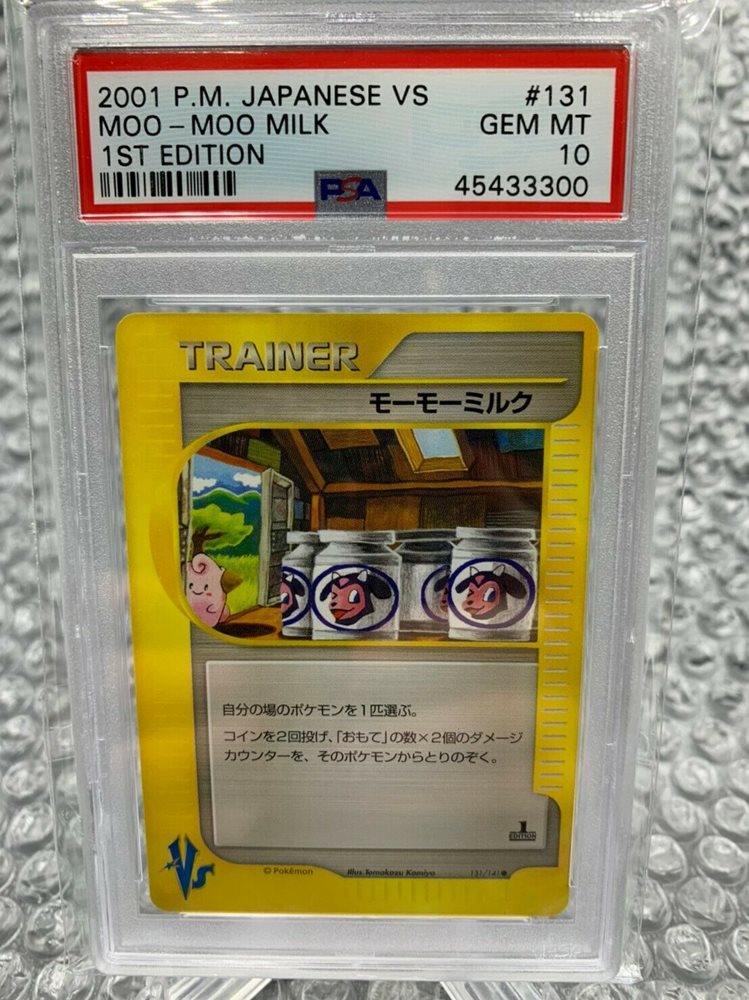 2001 P.M. JAPANESE VS #131
MOO-MOO MILK GEM MT
1ST EDITION 10
PSA 45433300
TRAINER
モーモーミルク
自分の場のポケモンを1匹選ぶ。
コインを2回投げ、「おもて」の数×2個のダメージ
カウンターを、そのポケモンからとりのぞく。
1
EDITION
VS
©Pokémon Illus. Tomokazu Komiya 131/141●